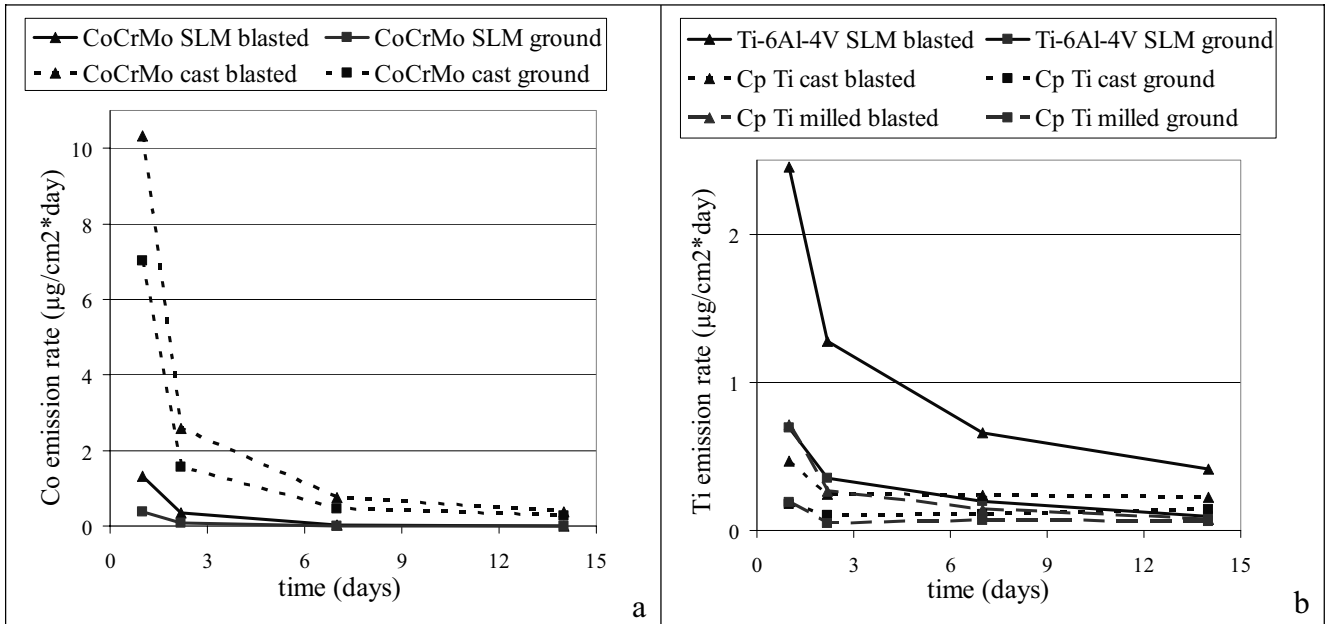 CoCrMo SLM blasted CoCrMo SLM ground
CoCrMo cast blasted CoCrMo cast ground
Co emission rate (µg/cm2*day)
10
8
6
4
2
0
0 3 6 9 12 15
time (days)
a
Ti-6Al-4V SLM blasted Ti-6Al-4V SLM ground
Cp Ti cast blasted Cp Ti cast ground
Cp Ti milled blasted Cp Ti milled ground
Ti emission rate (µg/cm2*day)
2
1
0
0 3 6 9 12 15
time (days)
b